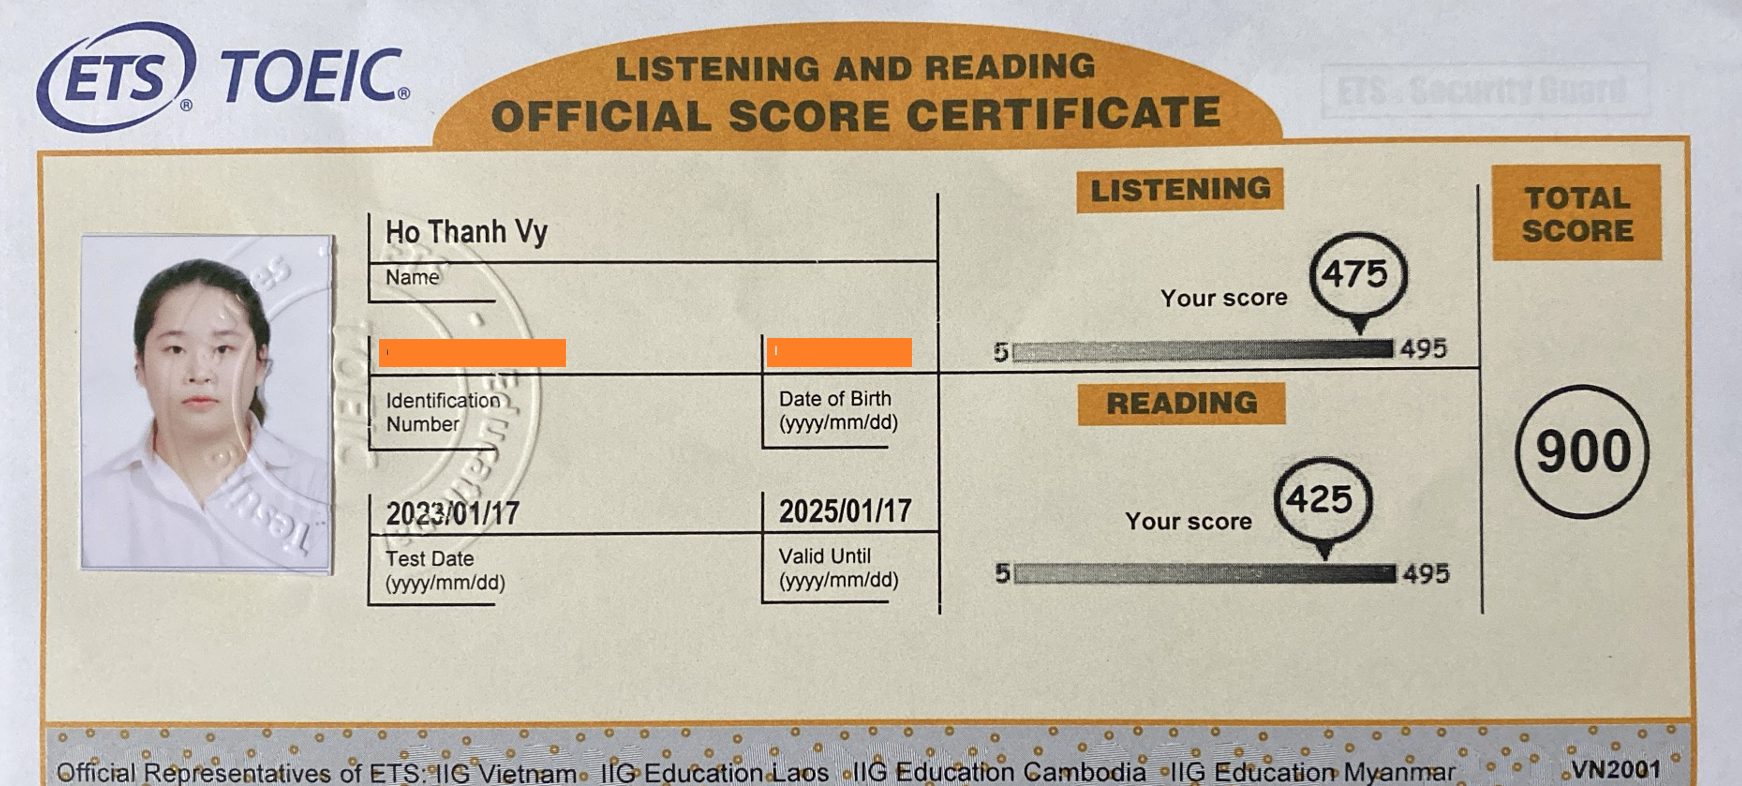 ETS® TOEIC®
LISTENING AND READING
OFFICIAL SCORE CERTIFICATE
ETS Security Guard
Ho Thanh Vy
Name
Identification
Number
Date of Birth
(yyyy/mm/dd)
2023/01/17
Test Date
(yyyy/mm/dd)
2025/01/17
Valid Until
(yyyy/mm/dd)
LISTENING
Your score
475
5
495
READING
Your score
425
5
495
TOTAL
SCORE
900
TOEIC
Official Representatives of ETS: IIG Vietnam IIG Education Laos IIG Education Cambodia IIG Education Myanmar
VN2001